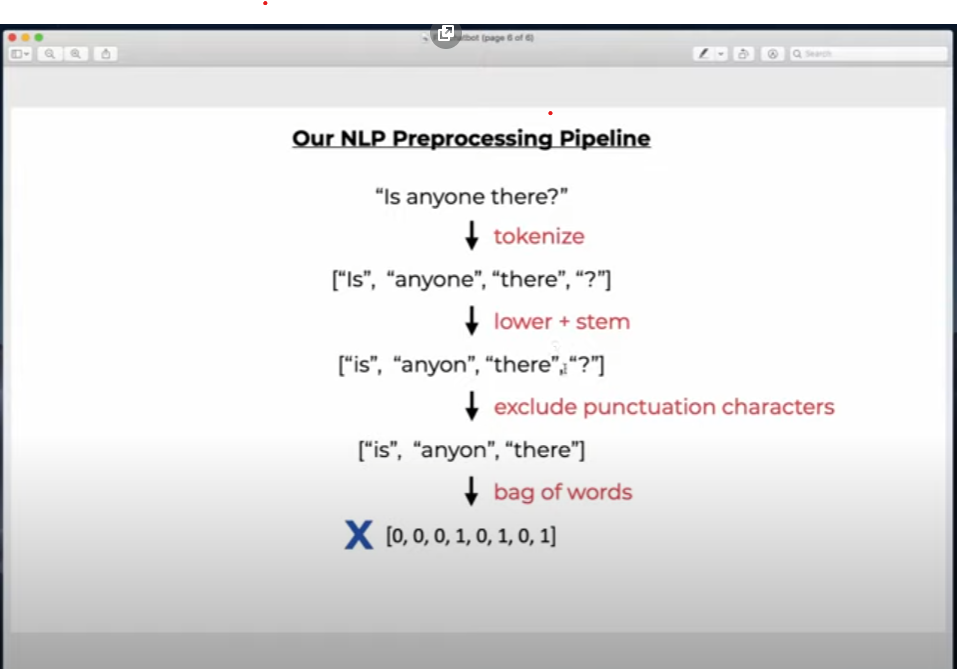 (page 6 of 6)
Search
Our NLP Preprocessing Pipeline
“Is anyone there?”
tokenize
[“Is”, “anyone”, “there”, “?”]
lower + stem
[“is”, “anyon”, “there”, “?”]
exclude punctuation characters
[“is”, “anyon”, “there”]
bag of words
X [0, 0, 0, 1, 0, 1, 0, 1]